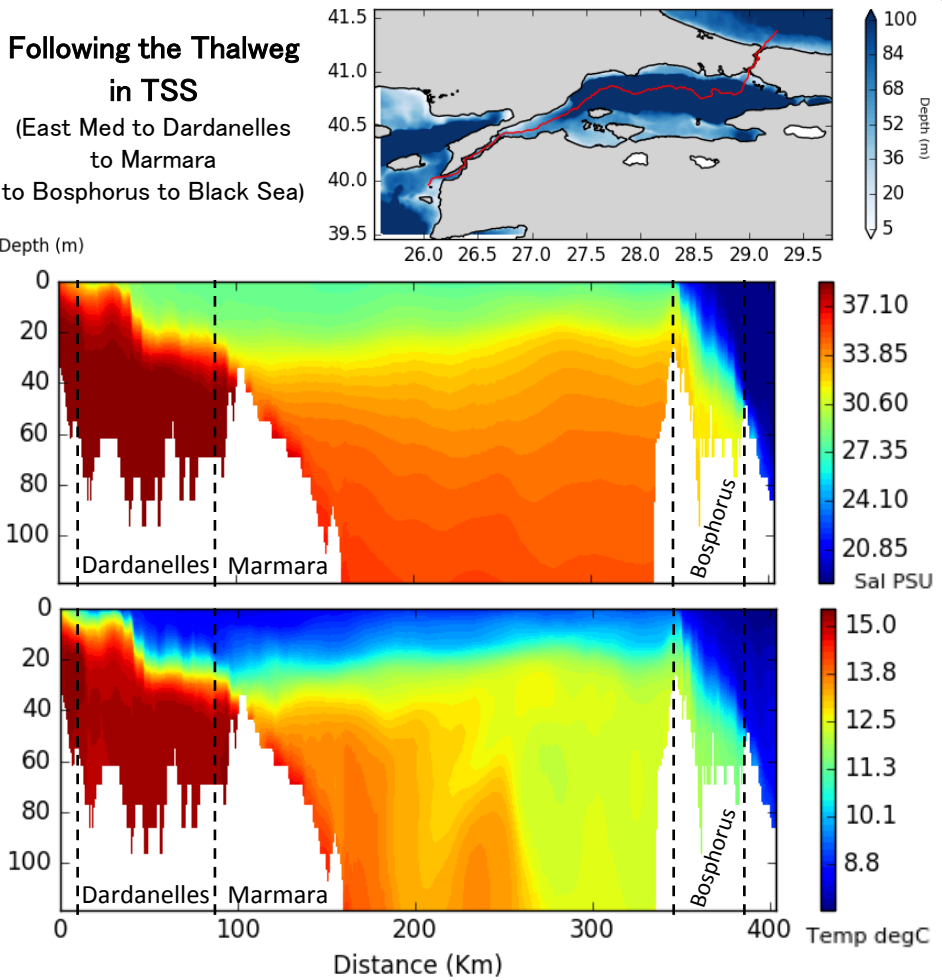 Following the Thalweg
in TSS
(East Med to Dardanelles
to Marmara
to Bosphorus to Black Sea)
41.5
41.0
40.5
40.0
39.5
26.0 26.5 27.0 27.5 28.0 28.5 29.0 29.5
100
84
68
52
36
20
5
Depth (m)
Depth (m)
0
20
40
60
80
100
Dardanelles
Marmara
Bosphorus
37.10
33.85
30.60
27.35
24.10
20.85
Sal PSU
0
20
40
60
80
100
Dardanelles
Marmara
Bosphorus
0 100 200 300 400
Distance (Km)
15.0
13.8
12.5
11.3
10.1
8.8
Temp degC